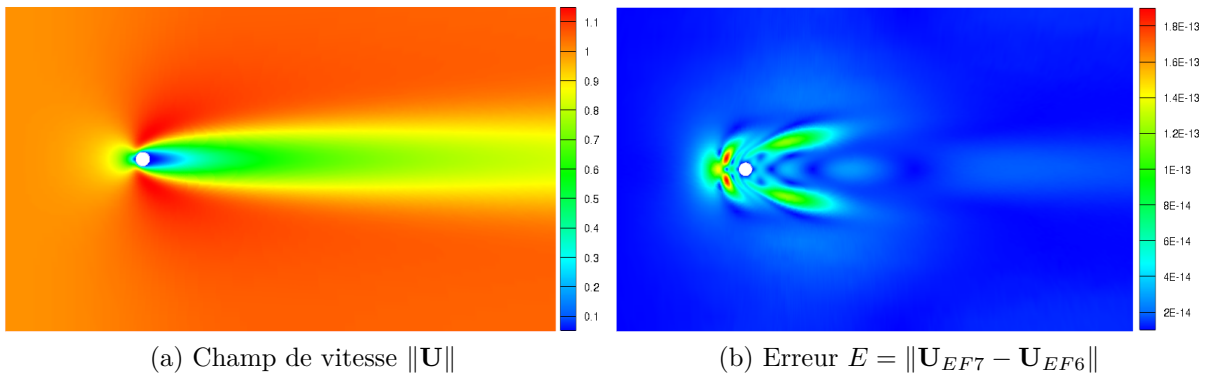 1.1
1
0.9
0.8
0.7
0.6
0.5
0.4
0.3
0.2
0.1
1.8E-13
1.6E-13
1.4E-13
1.2E-13
1E-13
8E-14
6E-14
4E-14
2E-14
(a) Champ de vitesse ‖U‖
(b) Erreur E = ‖U_{EF7} − U_{EF6}‖